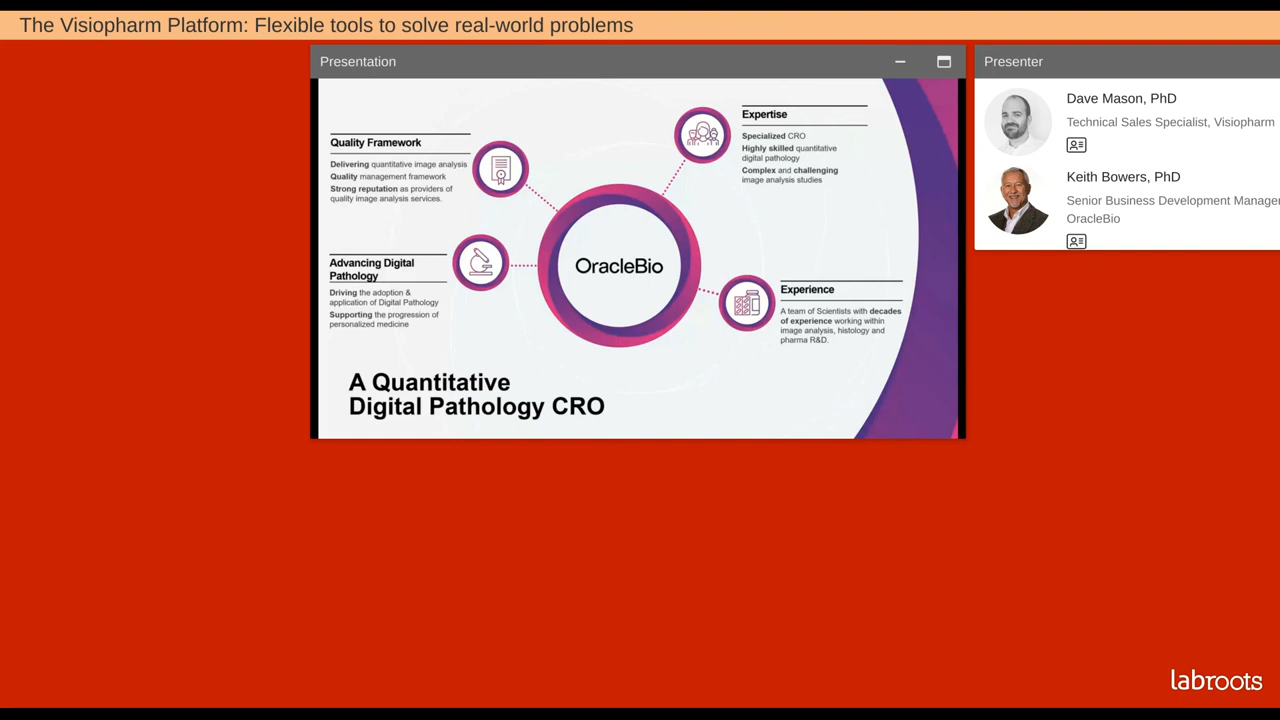 The Visiopharm Platform: Flexible tools to solve real-world problems
Presentation
Quality Framework
Delivering quantitative image analysis
Quality management framework
Strong reputation as providers of
quality image analysis services.
Advancing Digital
Pathology
Driving the adoption &
application of Digital Pathology
Supporting the progression of
personalized medicine
OracleBio
Expertise
Specialized CRO
Highly skilled quantitative
digital pathology
Complex and challenging
image analysis studies
Experience
A team of Scientists with decades
of experience working within
image analysis, histology and
pharma R&D.
A Quantitative
Digital Pathology CRO
Presenter
Dave Mason, PhD
Technical Sales Specialist, Visiopharm
Keith Bowers, PhD
Senior Business Development Manager
OracleBio
labroots